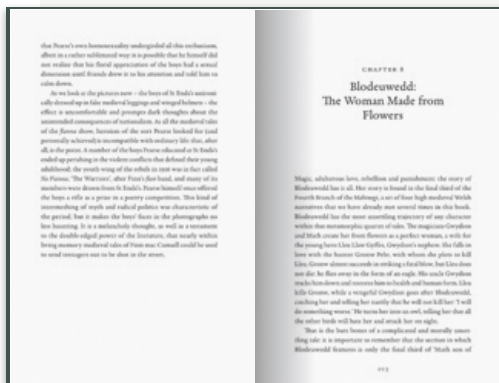 that Pearse's own homosexuality undergirded all this enthusiasm,
albeit in a rather sublimated way: it is possible that he himself did
not realize that his floral appreciation of the boys had a sexual
dimension until friends drew it to his attention and told him to
calm down.
As we look at the pictures now – the boys of St Enda's
dressed up in fake medieval leggings and winged helmets – the
effect is uncomfortable and prompts dark thoughts about the
unintended consequences of nationalism. As all the medieval tales
of the fianna show, heroism of the sort Pearse looked for (and
personally achieved) is incompatible with ordinary life: that, after
all, is the point. A number of the boys Pearse educated at St Enda's
ended up perishing in the violent conflicts that defined their young
adulthood: the youth wing of the rebels in 1916 was in fact called
Na Fianna, 'The Warriors', after Finn's band, and many of its
members were drawn from St Enda's. Pearse himself once offered
the boys a rifle as a prize in a poetry competition. This kind of
intermeshing of myth and radical politics was characteristic of
the period, but it makes the boys' faces in the photographs no
less haunting. It is a melancholy thought, as well as a testament
to the double-edged power of the literature, that nearly within
living memory medieval tales of Finn mac Cumaill could be used
to send teenagers out to be shot in the street.
CHAPTER 8
Blodeuwedd:
The Woman Made from
Flowers
Magic, adulterous love, rebellion and punishment: the story of
Blodeuwedd has it all. Her story is found in the final third of the
Fourth Branch of the Mabinogi, a set of four high medieval Welsh
narratives that we have already met several times in this book.
Blodeuwedd has the most unsettling trajectory of any character
within that metamorphic quartet of tales. The magicians Gwydion
and Math create her from flowers as a perfect woman, a wife for
the young hero Lleu Llaw Gyffes, Gwydion's nephew. She falls in
love with the hunter Gronw Pebr, with whom she plots to kill
Lleu. Gronw almost succeeds in striking a fatal blow, but Lleu does
not die: he flies away in the form of an eagle. His uncle Gwydion
tracks him down and restores him to health and human form. Lleu
kills Gronw, while a vengeful Gwydion goes after Blodeuwedd,
catching her and telling her tartly that he will not kill her: 'I will
do something worse.' He turns her into an owl, telling her that all
the other birds will hate her and attack her on sight.
That is the bare bones of a complicated and morally
tale: it is important to remember that the section in which
Blodeuwedd features is only the final third of 'Math son of